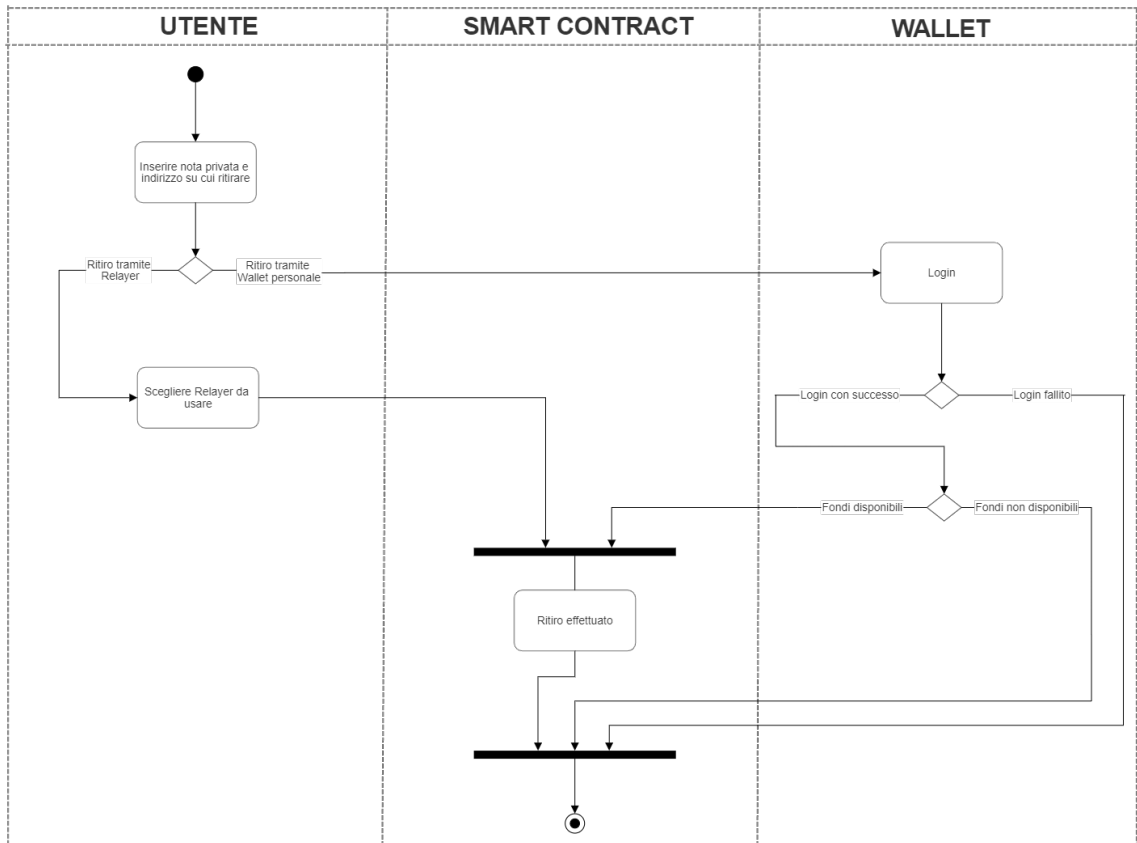 UTENTE
SMART CONTRACT
WALLET
Inserire nota privata e
indirizzo su cui ritirare
Ritiro tramite
Relayer
Ritiro tramite
Wallet personale
Login
Scegliere Relayer da
usare
Login con successo
Login fallito
Fondi disponibili
Fondi non disponibili
Ritiro effettuato